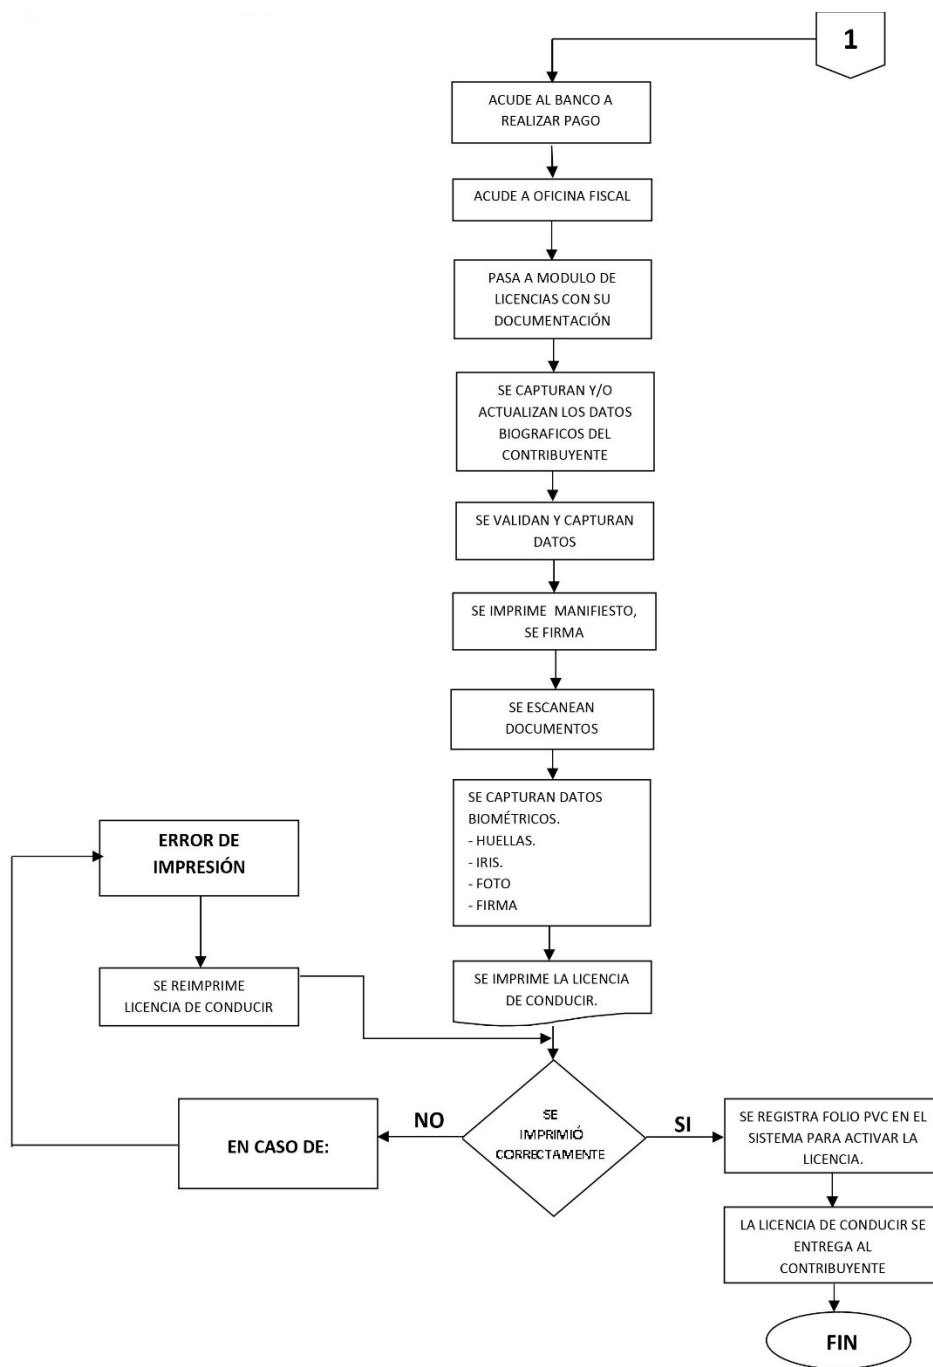 1
ACUDE AL BANCO A
REALIZAR PAGO
ACUDE A OFICINA FISCAL
PASA A MODULO DE
LICENCIAS CON SU
DOCUMENTACIÓN
SE CAPTURAN Y/O
ACTUALIZAN LOS DATOS
BIOGRAFICOS DEL
CONTRIBUYENTE
SE VALIDAN Y CAPTURAN
DATOS
SE IMPRIME MANIFIESTO,
SE FIRMA
SE ESCANEAN
DOCUMENTOS
SE CAPTURAN DATOS
BIOMÉTRICOS.
- HUELLAS.
- IRIS.
- FOTO
- FIRMA
ERROR DE
IMPRESIÓN
SE REIMPRIME
LICENCIA DE CONDUCIR
SE IMPRIME LA LICENCIA
DE CONDUCIR.
SE
IMPRIMIÓ
CORRECTAMENTE
NO
EN CASO DE:
SI
SE REGISTRA FOLIO PVC EN EL
SISTEMA PARA ACTIVAR LA
LICENCIA.
LA LICENCIA DE CONDUCIR SE
ENTREGA AL
CONTRIBUYENTE
FIN